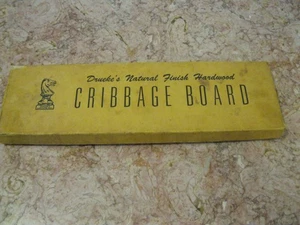 Drueke's Natural Finish Hardwood
CRIBBAGE BOARD